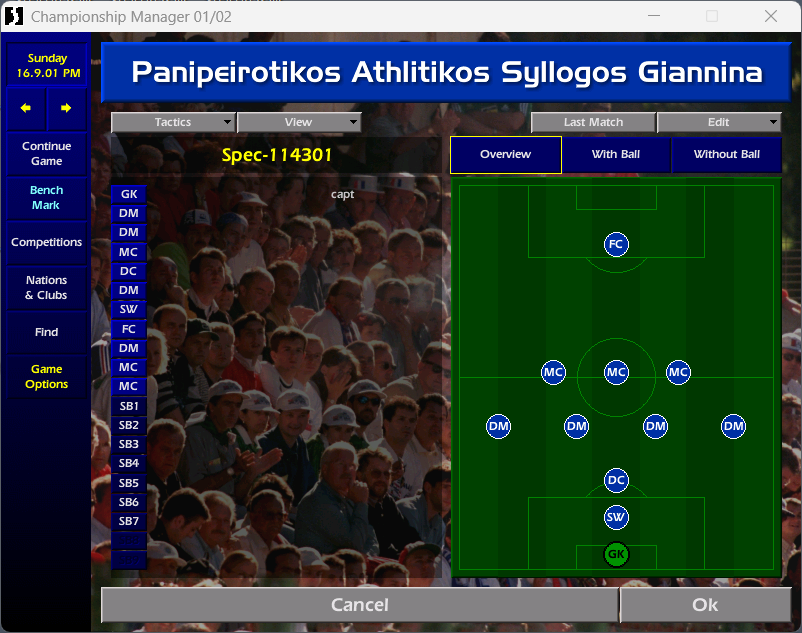 Championship Manager 01/02
Sunday
16.9.01 PM
Panipeirotikos Athlitikos Syllogos Giannina
Continue
Game
Bench
Mark
Competitions
Nations
& Clubs
Find
Game
Options
Tactics
View
Last Match
Edit
Spec-114301
Overview
With Ball
Without Ball
GK capt
DM
DM
MC
DC
DM
SW
FC
DM
MC
MC
SB1
SB2
SB3
SB4
SB5
SB6
SB7
FC
MC MC MC
DM DM DM DM
DC
SW
GK
Cancel
Ok